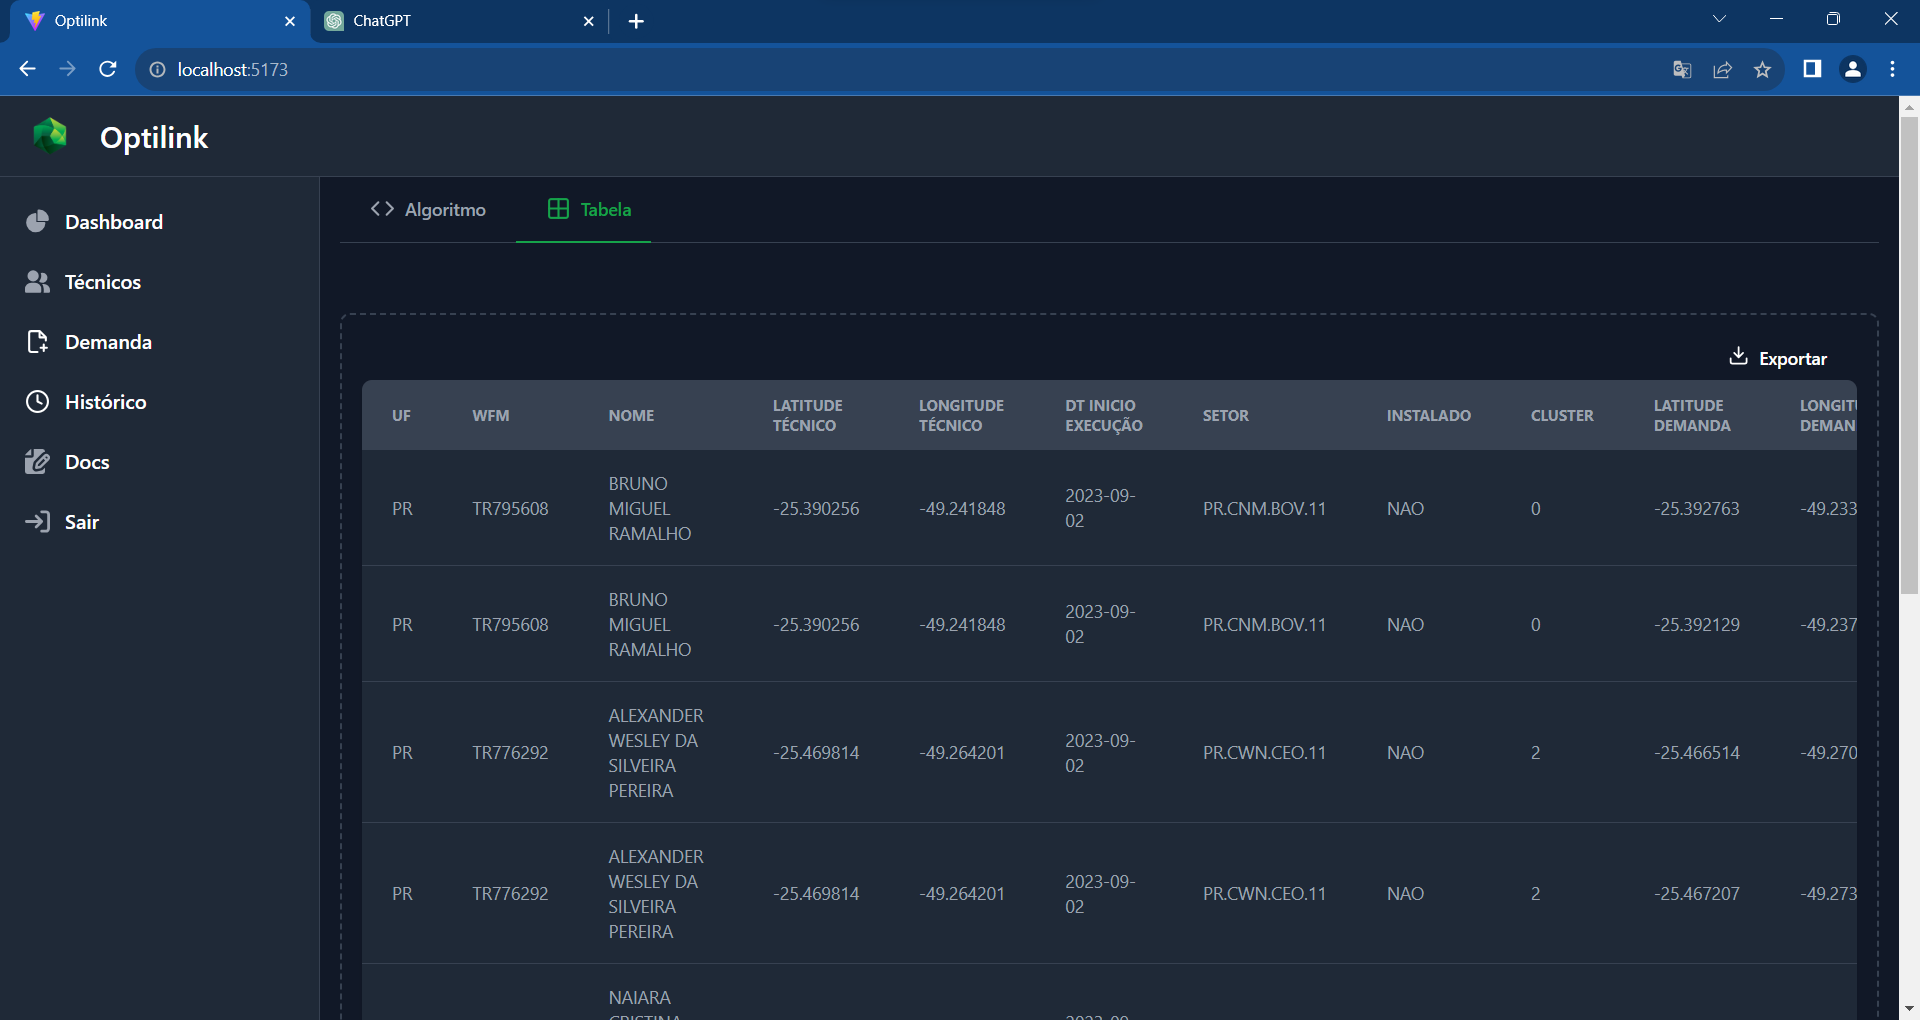 Optilink
ChatGPT
localhost:5173
Optilink
Dashboard
Técnicos
Demanda
Histórico
Docs
Sair
Algoritmo
Tabela
Exportar
UF
WFM
NOME
LATITUDE
TÉCNICO
LONGITUDE
TÉCNICO
DT INICIO
EXECUÇÃO
SETOR
INSTALADO
CLUSTER
LATITUDE
DEMANDA
LONGIT
DEMAN
PR
TR795608
BRUNO
MIGUEL
RAMALHO
-25.390256
-49.241848
2023-09-
02
PR.CNM.BOV.11
NAO
0
-25.392763
-49.233
PR
TR795608
BRUNO
MIGUEL
RAMALHO
-25.390256
-49.241848
2023-09-
02
PR.CNM.BOV.11
NAO
0
-25.392129
-49.237
PR
TR776292
ALEXANDER
WESLEY DA
SILVEIRA
PEREIRA
-25.469814
-49.264201
2023-09-
02
PR.CWN.CEO.11
NAO
2
-25.466514
-49.270
PR
TR776292
ALEXANDER
WESLEY DA
SILVEIRA
PEREIRA
-25.469814
-49.264201
2023-09-
02
PR.CWN.CEO.11
NAO
2
-25.467207
-49.273
NAIARA
CRISTINA
2023-09-